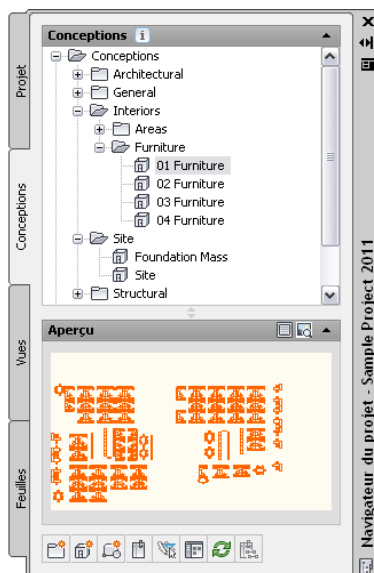 Conceptions
Conceptions
Architectural
General
Interiors
Areas
Furniture
01 Furniture
02 Furniture
03 Furniture
04 Furniture
Site
Foundation Mass
Site
Structural
Aperçu
Projet
Conceptions
Vues
Feuilles
Navigateur du projet - Sample Project 2011